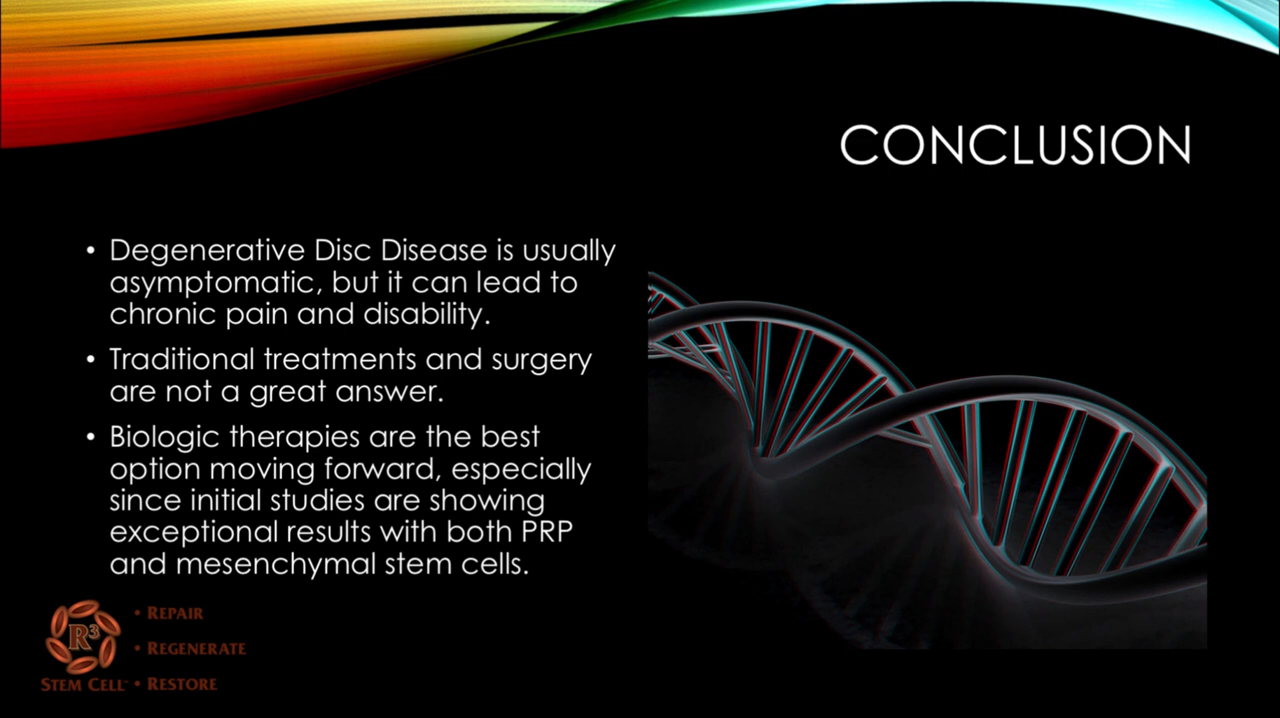 CONCLUSION
• Degenerative Disc Disease is usually
asymptomatic, but it can lead to
chronic pain and disability.
• Traditional treatments and surgery
are not a great answer.
• Biologic therapies are the best
option moving forward, especially
since initial studies are showing
exceptional results with both PRP
and mesenchymal stem cells.
R³
• REPAIR
• REGENERATE
STEM CELL™ • RESTORE